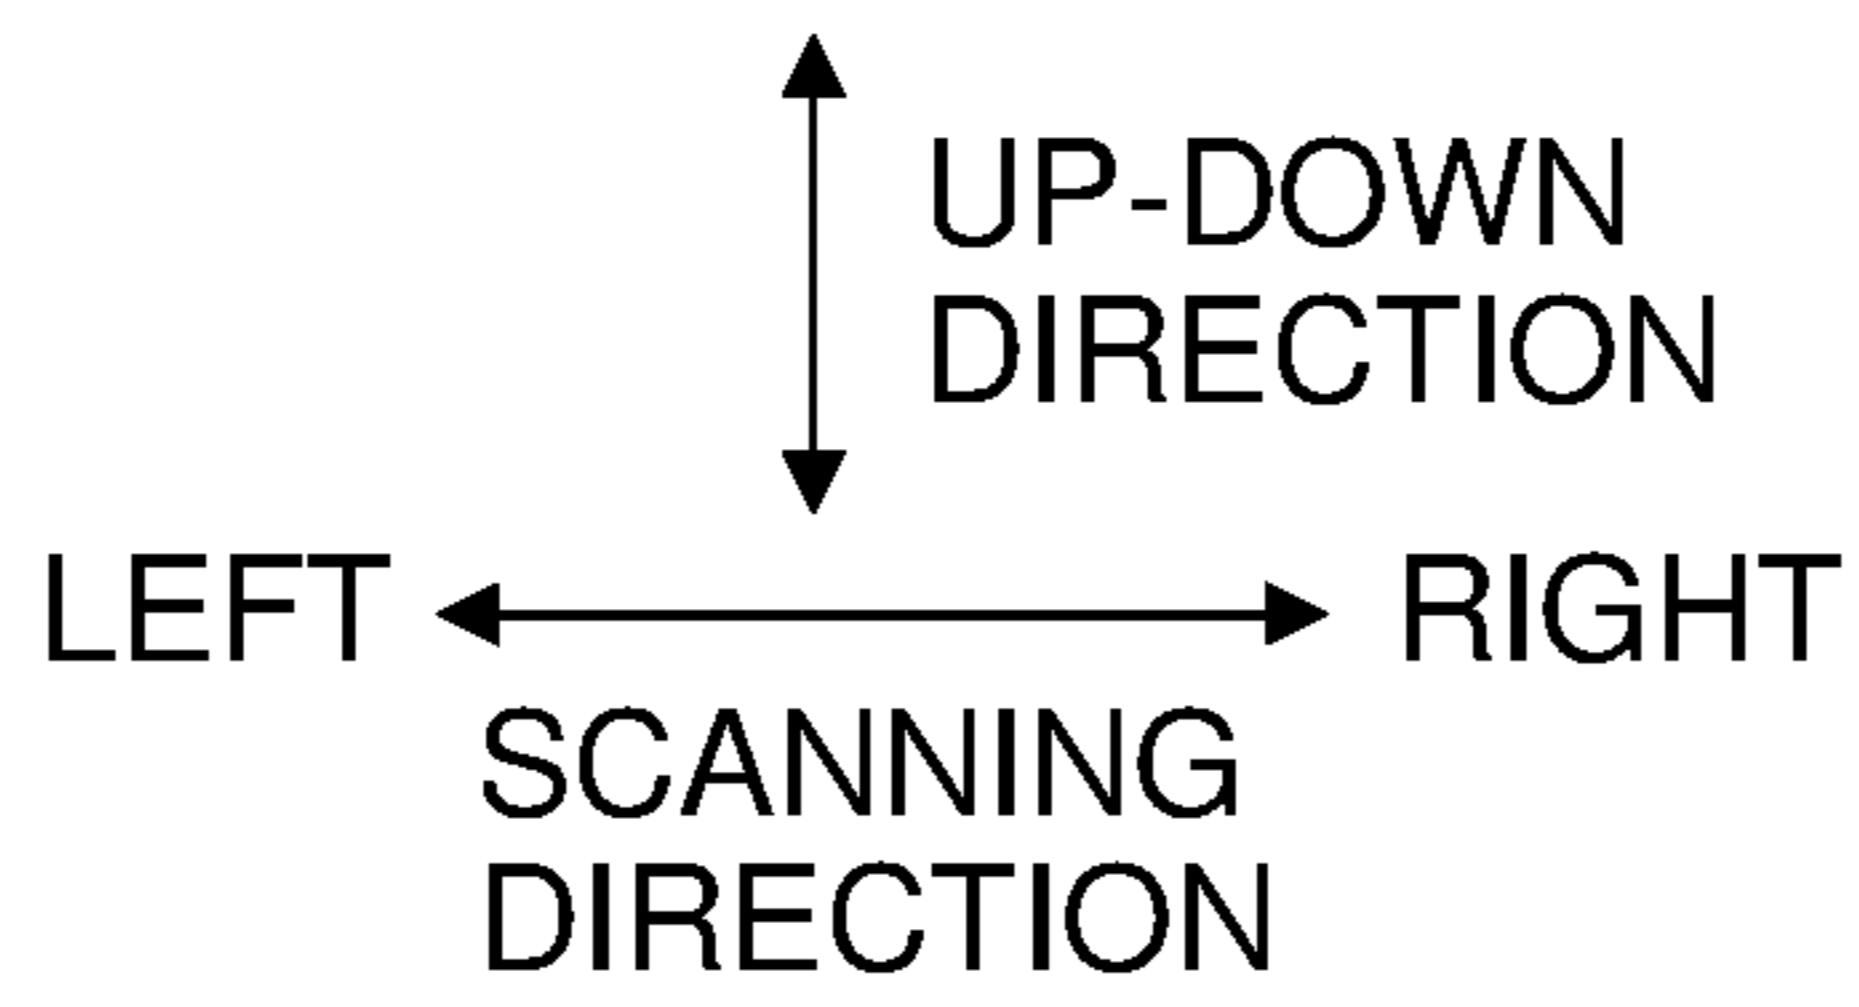 UP-DOWN
DIRECTION
LEFT
RIGHT
SCANNING
DIRECTION